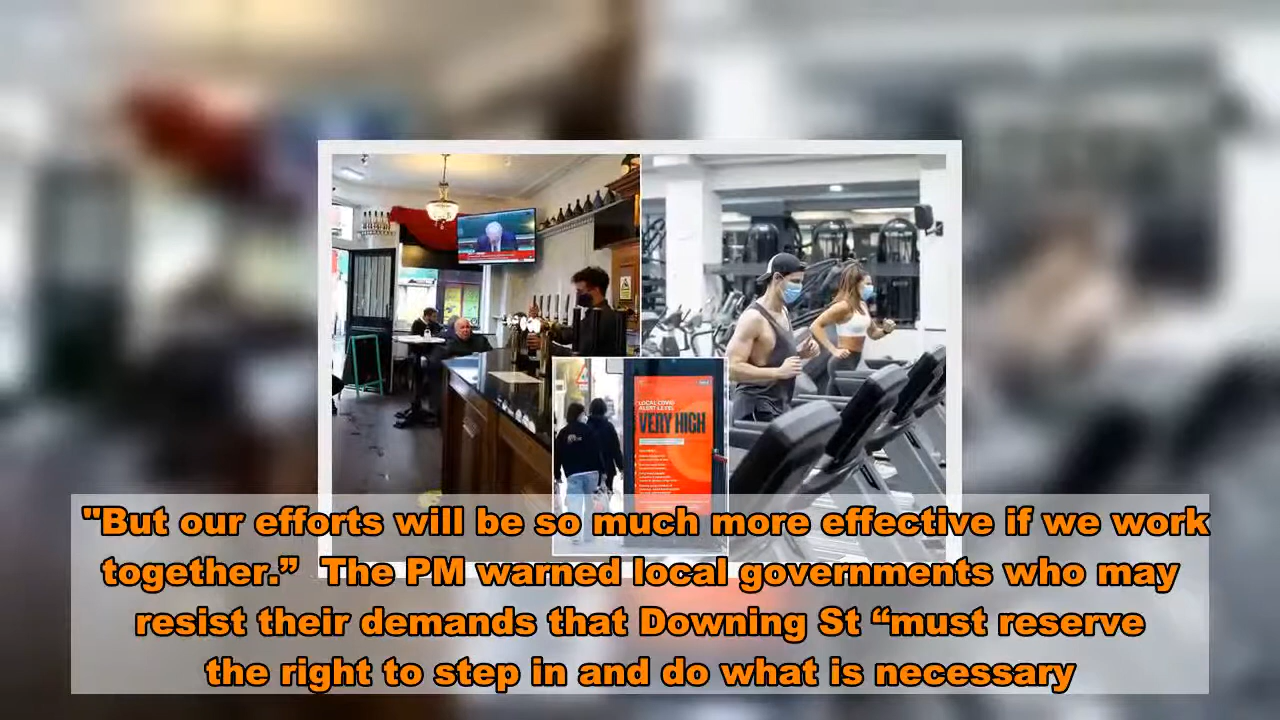 LOCAL COVID
ALERT LEVEL
VERY HIGH
"But our efforts will be so much more effective if we work
together.” The PM warned local governments who may
resist their demands that Downing St “must reserve
the right to step in and do what is necessary